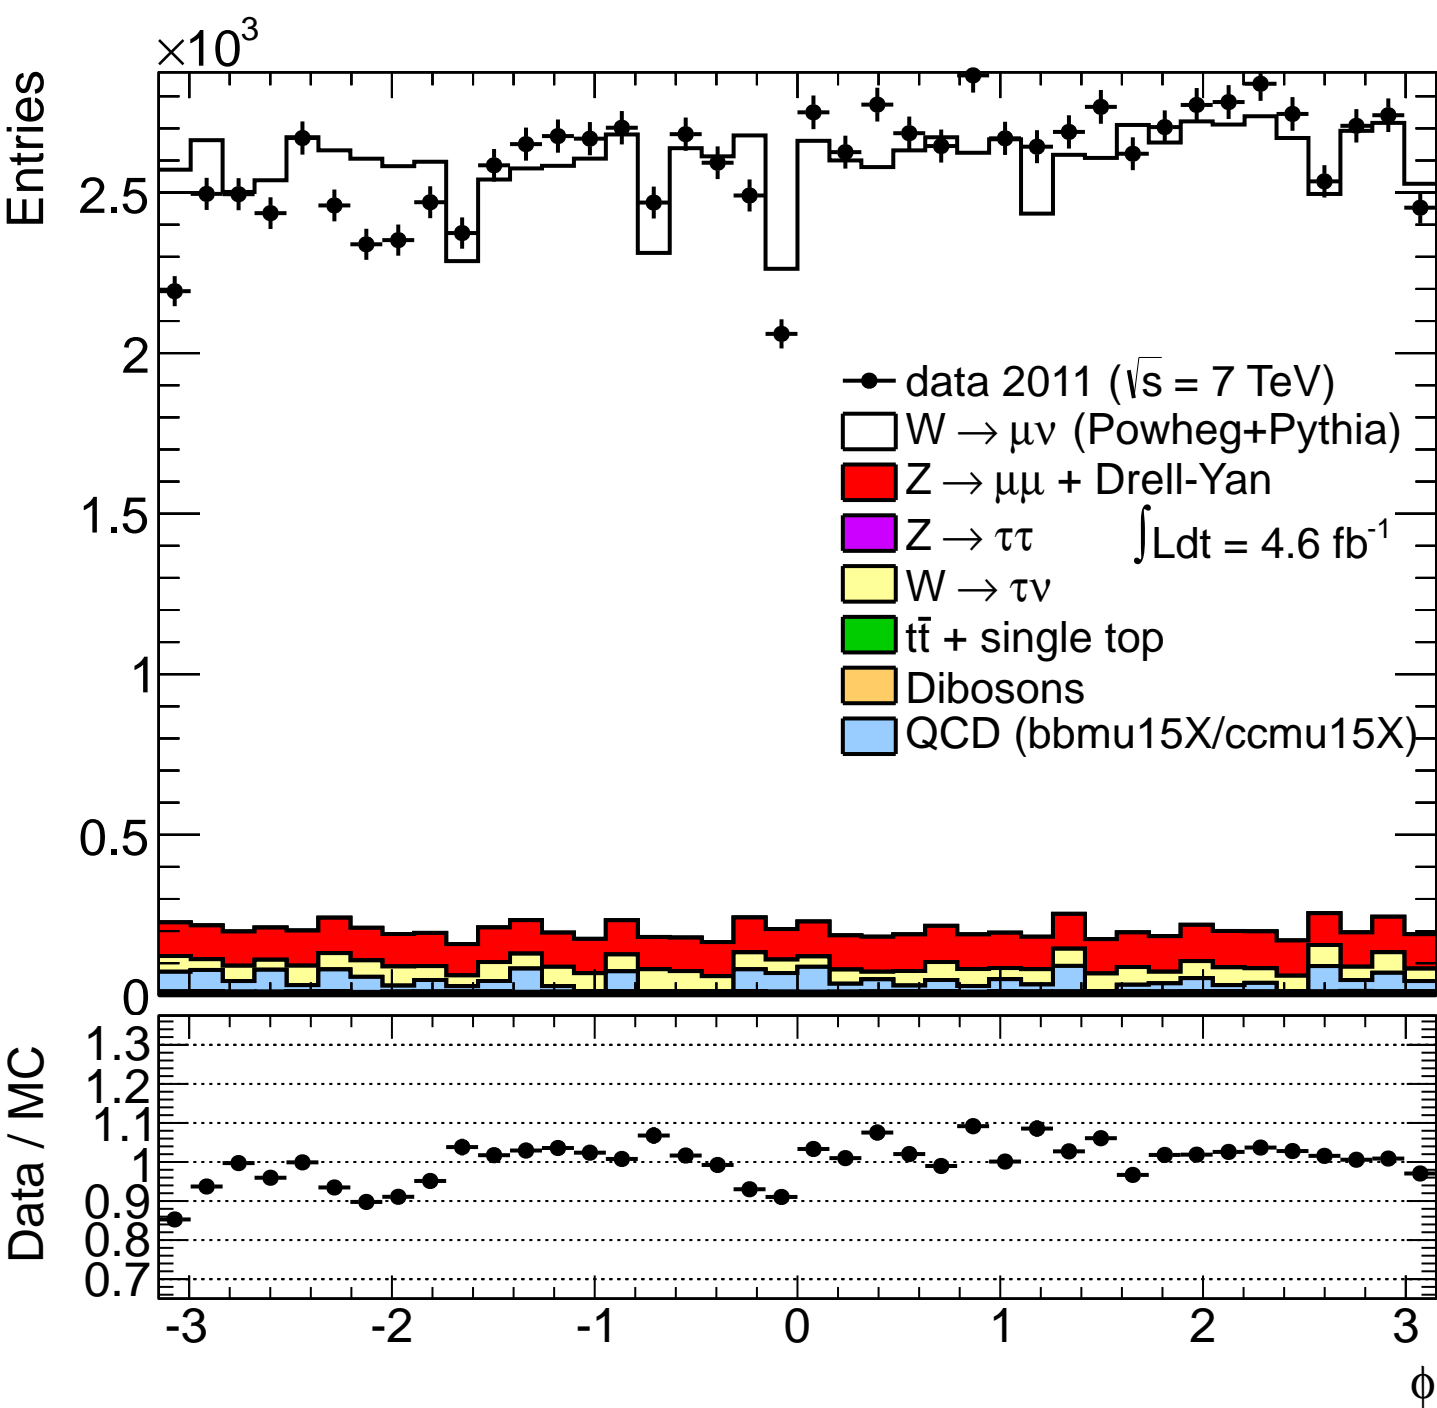 ×10³
Entries
2.5
2
1.5
1
0.5
0
data 2011 (√s = 7 TeV)
W → μν (Powheg+Pythia)
Z → μμ + Drell-Yan
Z → ττ
∫Ldt = 4.6 fb⁻¹
W → τν
tt̄ + single top
Dibosons
QCD (bbmu15X/ccmu15X)
Data / MC
1.3
1.2
1.1
1
0.9
0.8
0.7
-3 -2 -1 0 1 2 3
ϕ